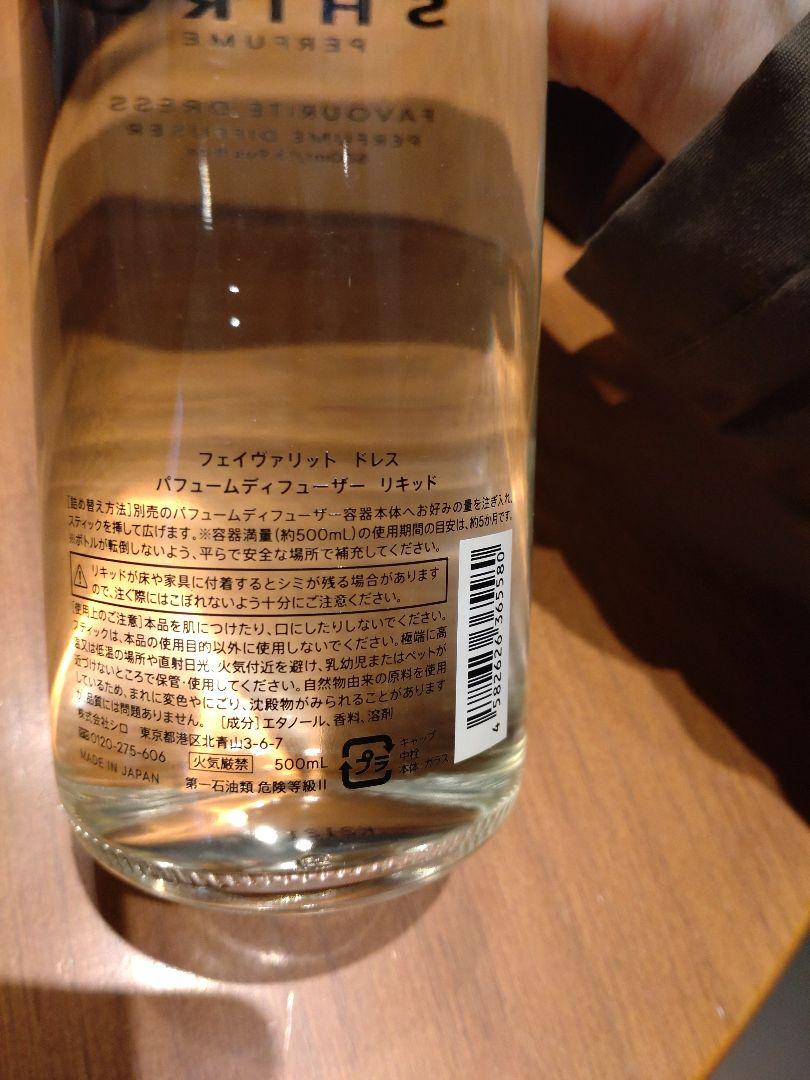 SHIRO
PERFUME
FAVOURITE DRESS
PERFUME DIFFUSER
フェイヴァリット ドレス
パフュームディフューザー リキッド
[詰め替え方法]別売のパフュームディフューザー容器本体へお好みの量を注ぎ入れ、
スティックを挿して広げます。※容器満量(約500mL)の使用期間の目安は、約5か月です。
※ボトルが転倒しないよう、平らで安全な場所で補充してください。
リキッドが床や家具に付着するとシミが残る場合があります
ので、注ぐ際にはこぼれないよう十分にご注意ください。
[使用上のご注意]本品を肌につけたり、口にしたりしないでください。
スティックは、本品の使用目的以外に使用しないでください。極端に高
温又は低温の場所や直射日光、火気付近を避け、乳幼児またはペットが
近づけないところで保管・使用してください。自然物由来の原料を使用
しているため、まれに変色やにごり、沈殿物がみられることがあります
が、品質には問題ありません。 [成分]エタノール、香料、溶剤
株式会社シロ 東京都港区北青山3-6-7
0120-275-606 火気厳禁 500mL
MADE IN JAPAN 第一石油類 危険等級II
プラ
キャップ
中栓
本体:ガラス
4 582626 365580